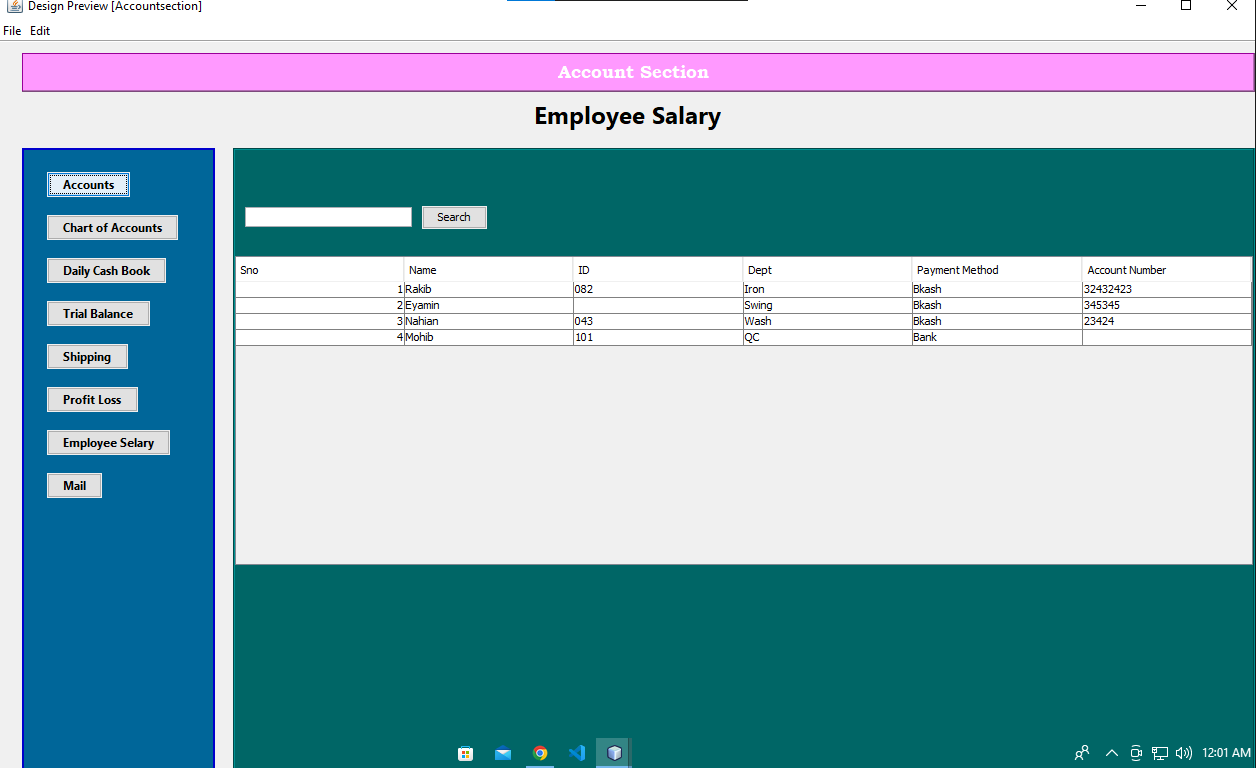 Design Preview [Accountsection]
File Edit
Account Section
Employee Salary
Accounts
Chart of Accounts
Daily Cash Book
Trial Balance
Shipping
Profit Loss
Employee Selary
Mail
Search
Sno Name ID Dept Payment Method Account Number
1 Rakib 082 Iron Bkash 32432423
2 Eyamin Swing Bkash 345345
3 Nahian 043 Wash Bkash 23424
4 Mohib 101 QC Bank
12:01 AM